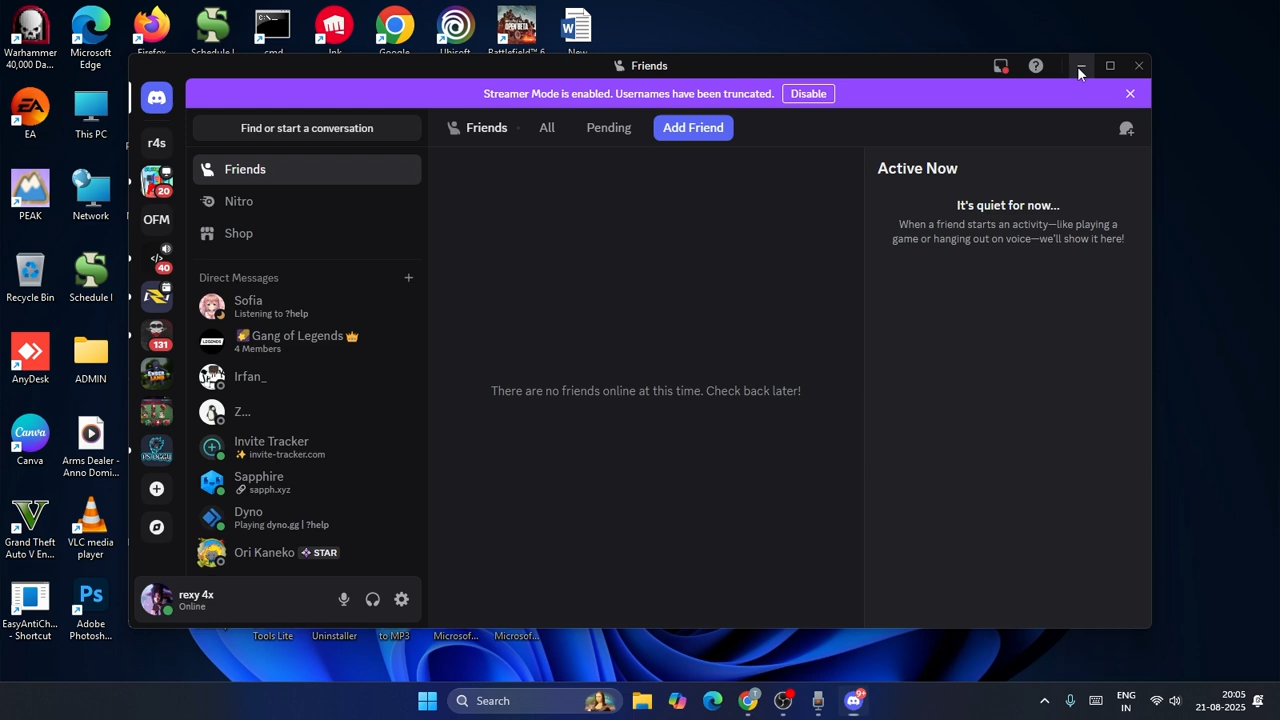 Warhammer
40,000 Da...
Microsoft
Edge
Firefox
Schedule I
cmd
Google
Ubisoft
Battlefield™ 6
New
EA
This PC
PEAK
Network
Recycle Bin
Schedule I
AnyDesk
ADMIN
Canva
Canva
Arms Dealer -
Anno Domi...
Grand Theft
Auto V En...
VLC media
player
EasyAntiCh...
- Shortcut
Ps
Adobe
Photosh...
Tools Lite
Uninstaller
to MP3
Microsof...
Microsof...
Friends
Streamer Mode is enabled. Usernames have been truncated.
Disable
r4s
20
OFM
</>
40
131
Find or start a conversation
Friends
Nitro
Shop
Direct Messages
Sofia
Listening to ?help
Gang of Legends
4 Members
Irfan_
Z...
Invite Tracker
✨ invite-tracker.com
Sapphire
🔗 sapph.xyz
Dyno
Playing dyno.gg | ?help
Ori Kaneko STAR
rexy 4x
Online
Friends
All
Pending
Add Friend
There are no friends online at this time. Check back later!
Active Now
It's quiet for now...
When a friend starts an activity—like playing a
game or hanging out on voice—we'll show it here!
Search
9+
ENG
IN
20:05
21-08-2025